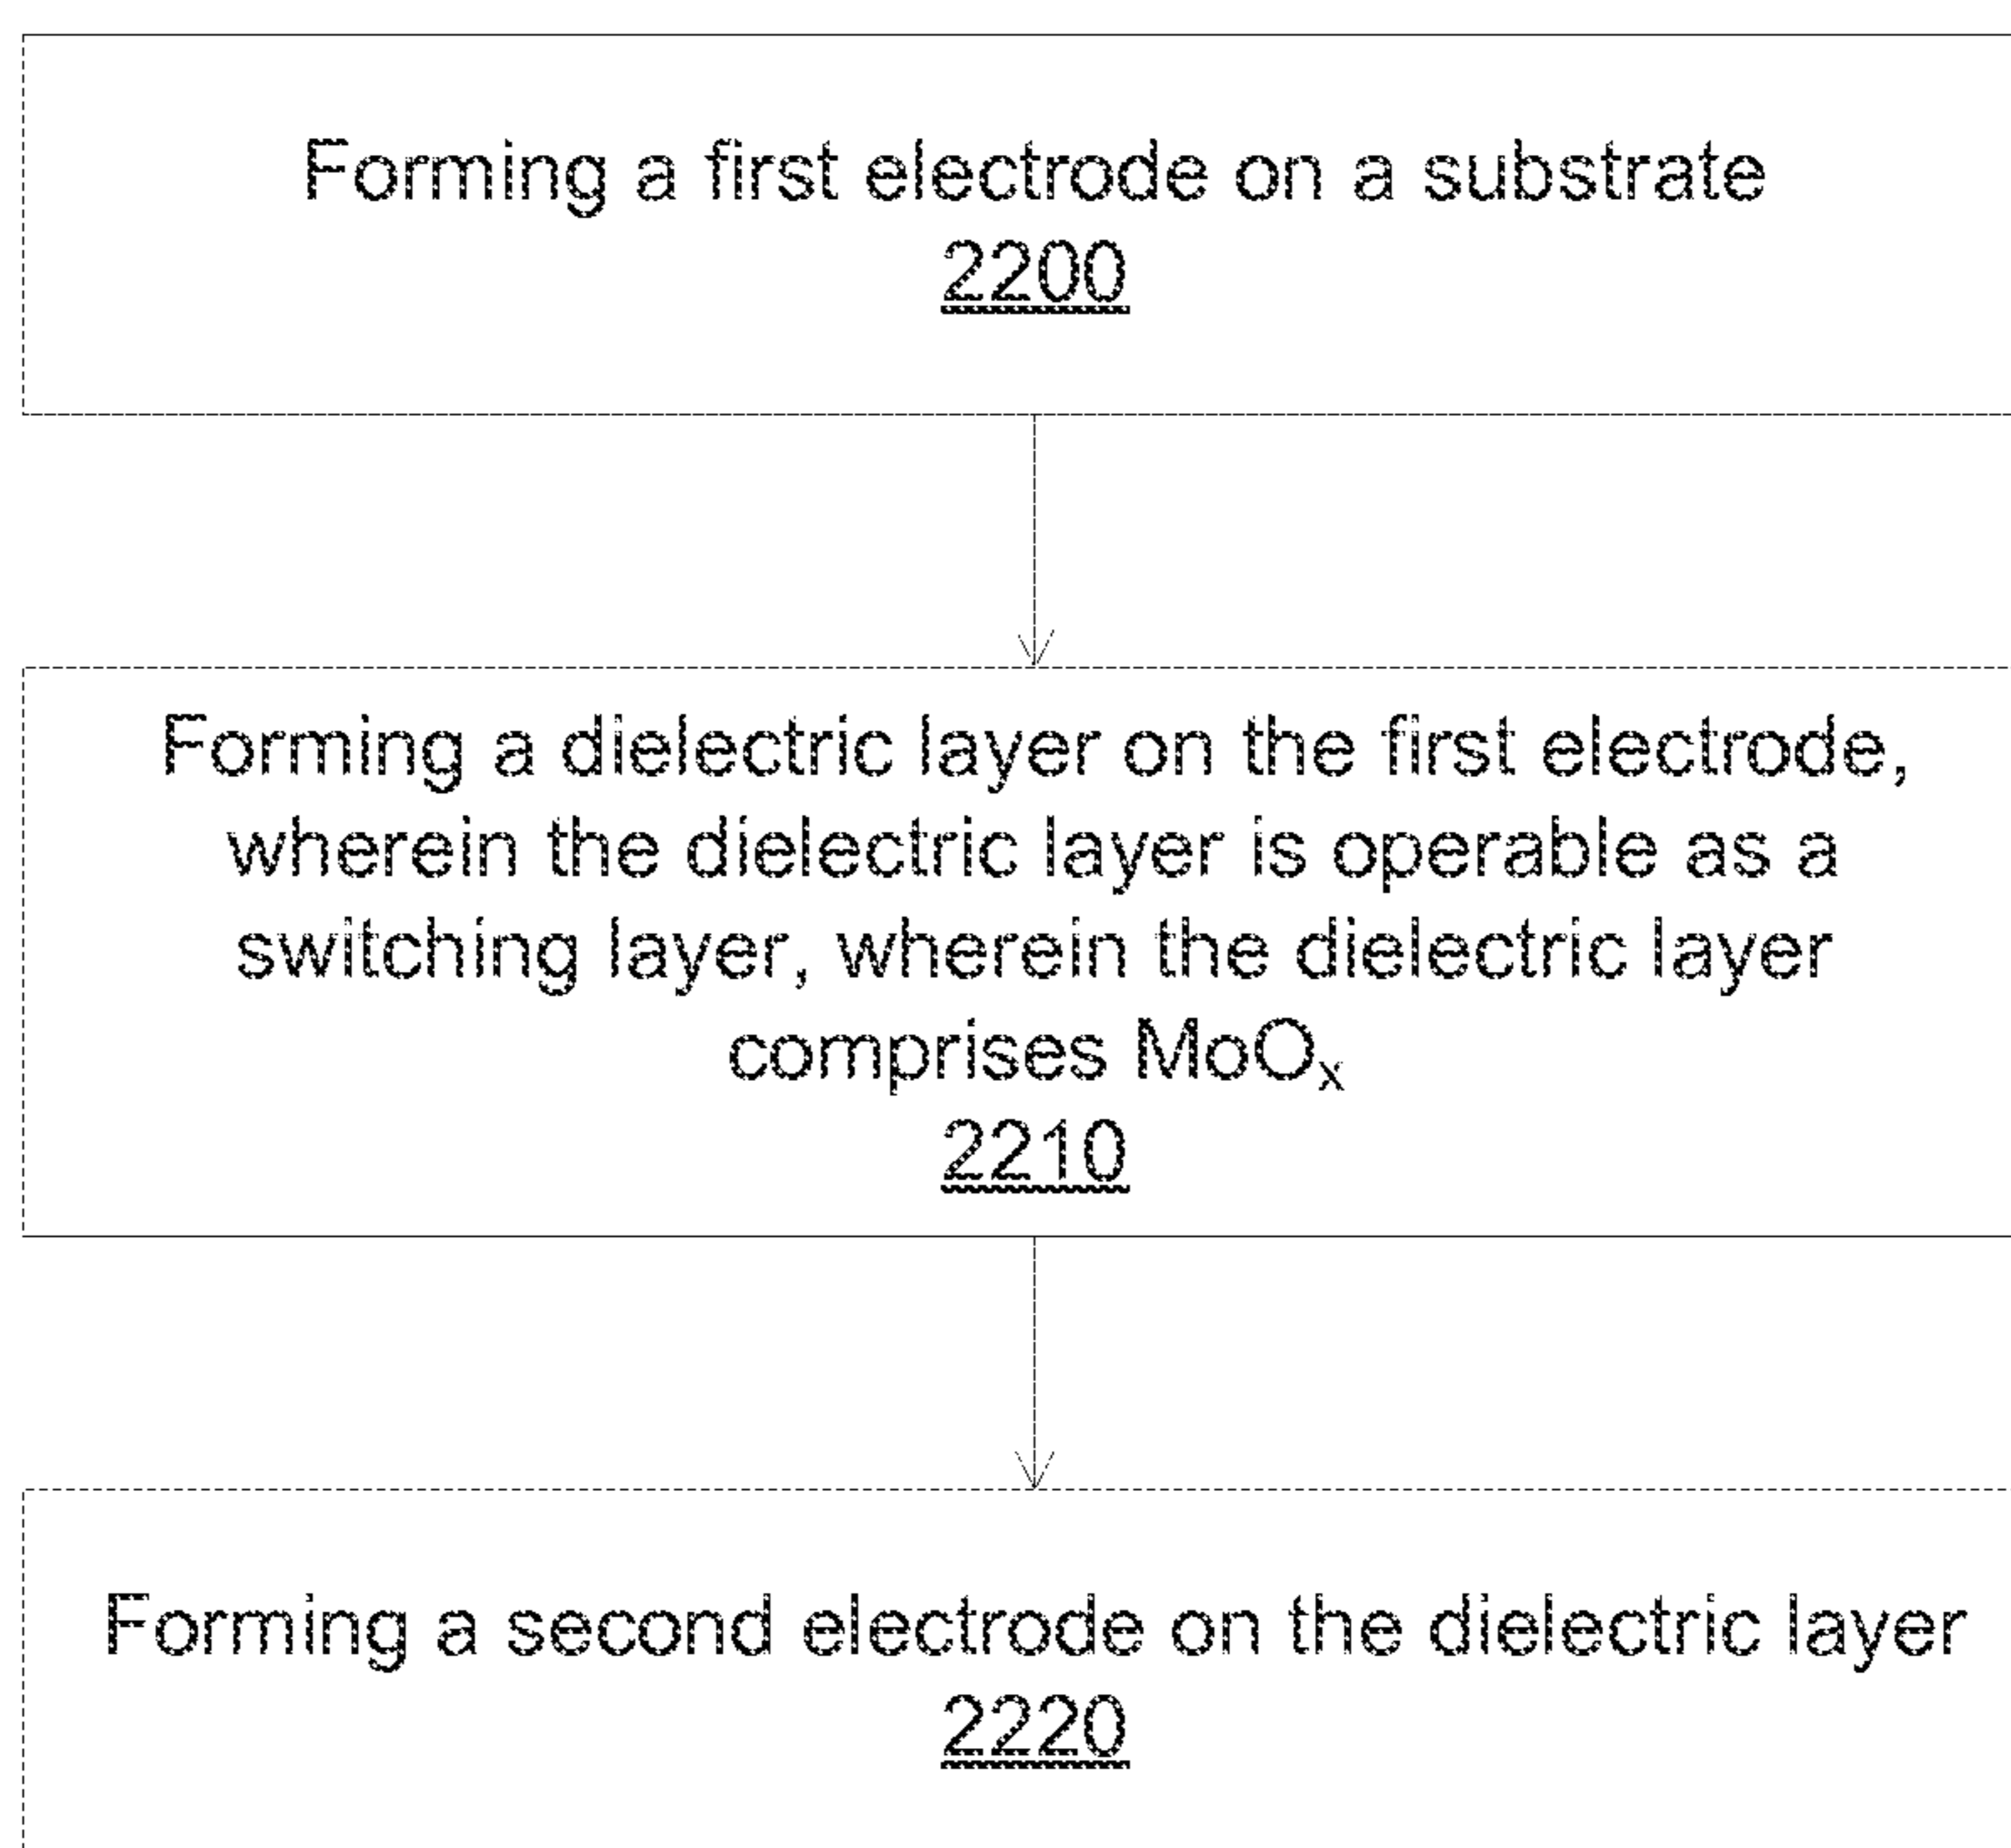 Forming a first electrode on a substrate
2200
Forming a dielectric layer on the first electrode,
wherein the dielectric layer is operable as a
switching layer, wherein the dielectric layer
comprises MoOₓ
2210
Forming a second electrode on the dielectric layer
2220